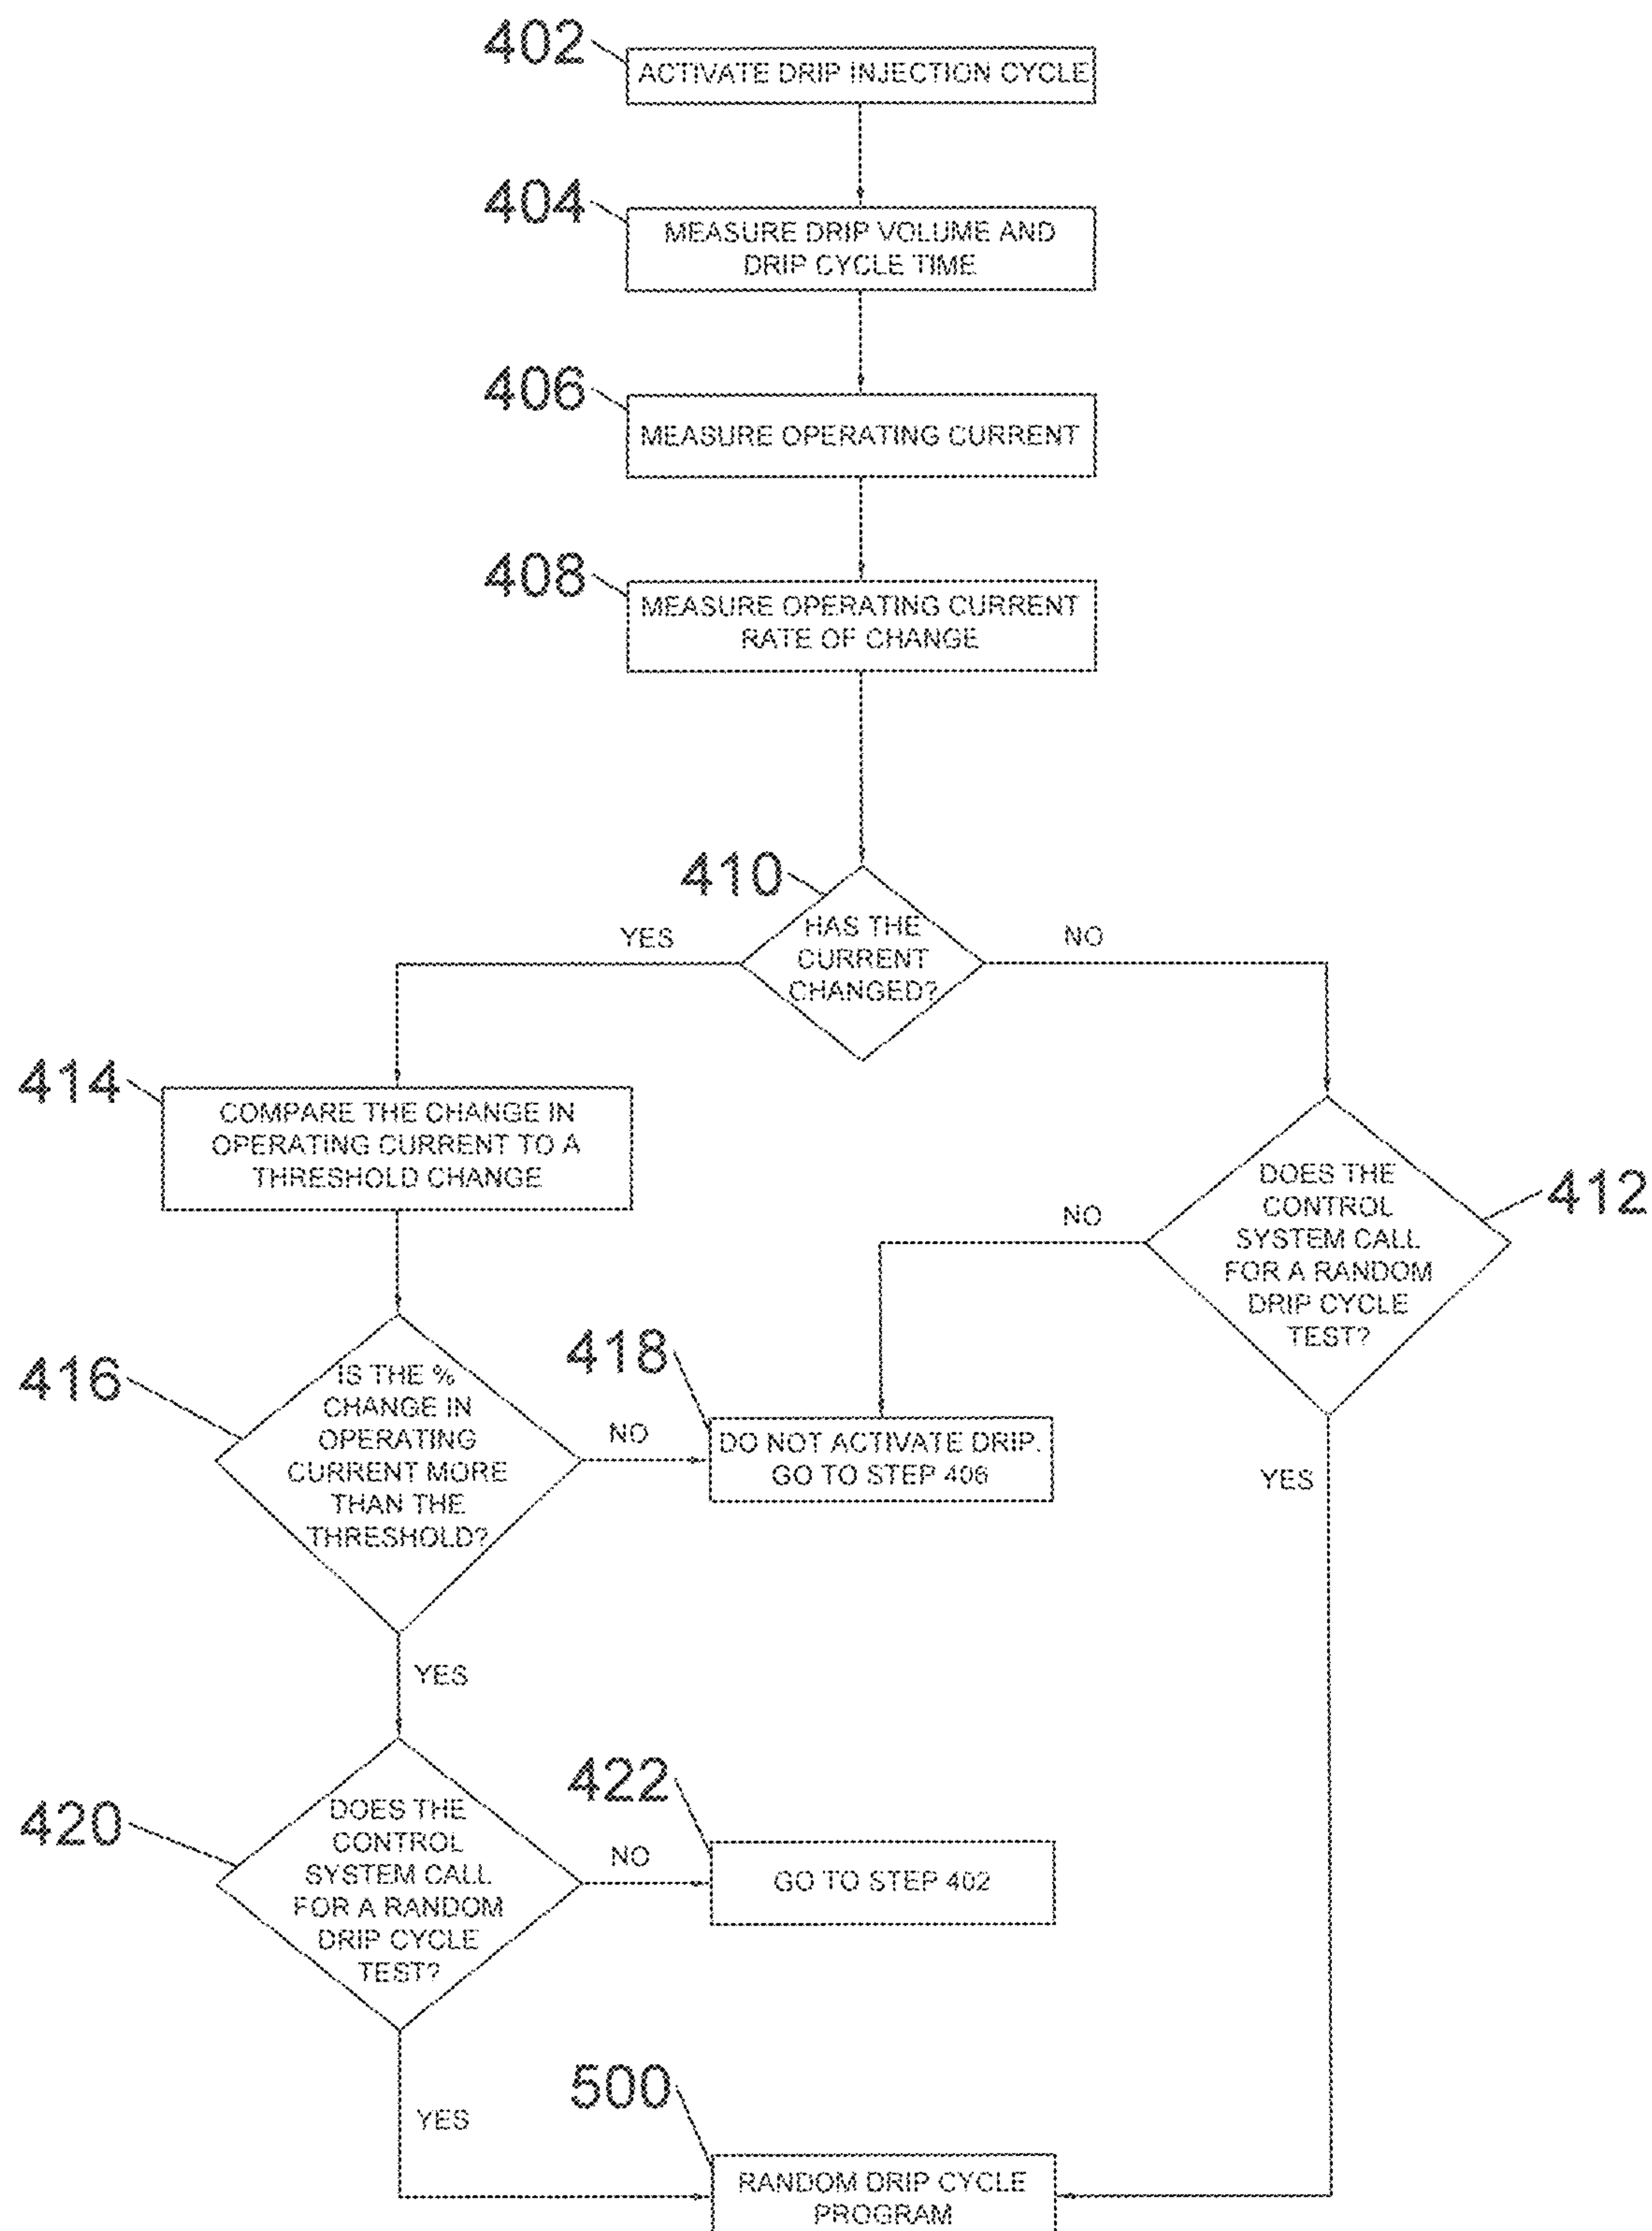 402
ACTIVATE DRIP INJECTION CYCLE
404
MEASURE DRIP VOLUME AND
DRIP CYCLE TIME
406
MEASURE OPERATING CURRENT
408
MEASURE OPERATING CURRENT
RATE OF CHANGE
410
HAS THE
CURRENT
CHANGED?
YES
NO
414
COMPARE THE CHANGE IN
OPERATING CURRENT TO A
THRESHOLD CHANGE
412
DOES THE
CONTROL
SYSTEM CALL
FOR A RANDOM
DRIP CYCLE
TEST?
NO
YES
416
IS THE %
CHANGE IN
OPERATING
CURRENT MORE
THAN THE
THRESHOLD?
NO
418
DO NOT ACTIVATE DRIP.
GO TO STEP 406
YES
420
DOES THE
CONTROL
SYSTEM CALL
FOR A RANDOM
DRIP CYCLE
TEST?
NO
422
GO TO STEP 402
YES
500
RANDOM DRIP CYCLE
PROGRAM